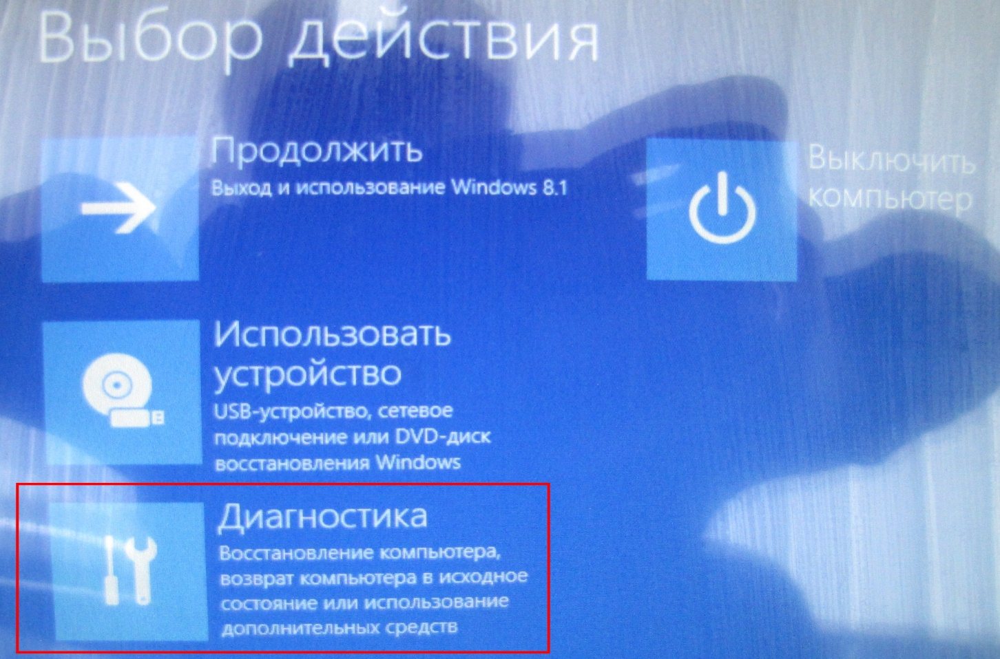 Выбор действия
Продолжить
Выход и использование Windows 8.1
Выключить
компьютер
Использовать
устройство
USB-устройство, сетевое
подключение или DVD-диск
восстановления Windows
Диагностика
Восстановление компьютера,
возврат компьютера в исходное
состояние или использование
дополнительных средств